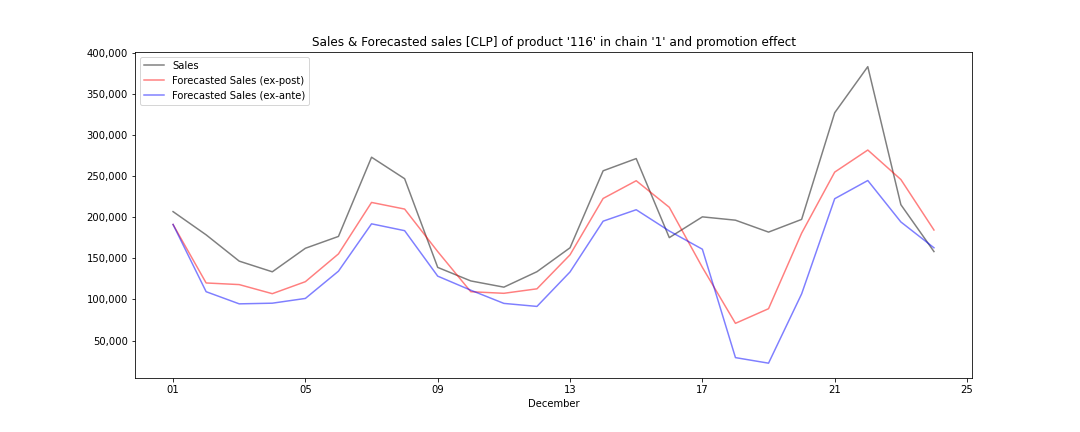 Sales & Forecasted sales [CLP] of product '116' in chain '1' and promotion effect
400,000
350,000
300,000
250,000
200,000
150,000
100,000
50,000
Sales
Forecasted Sales (ex-post)
Forecasted Sales (ex-ante)
01 05 09 13 17 21 25
December